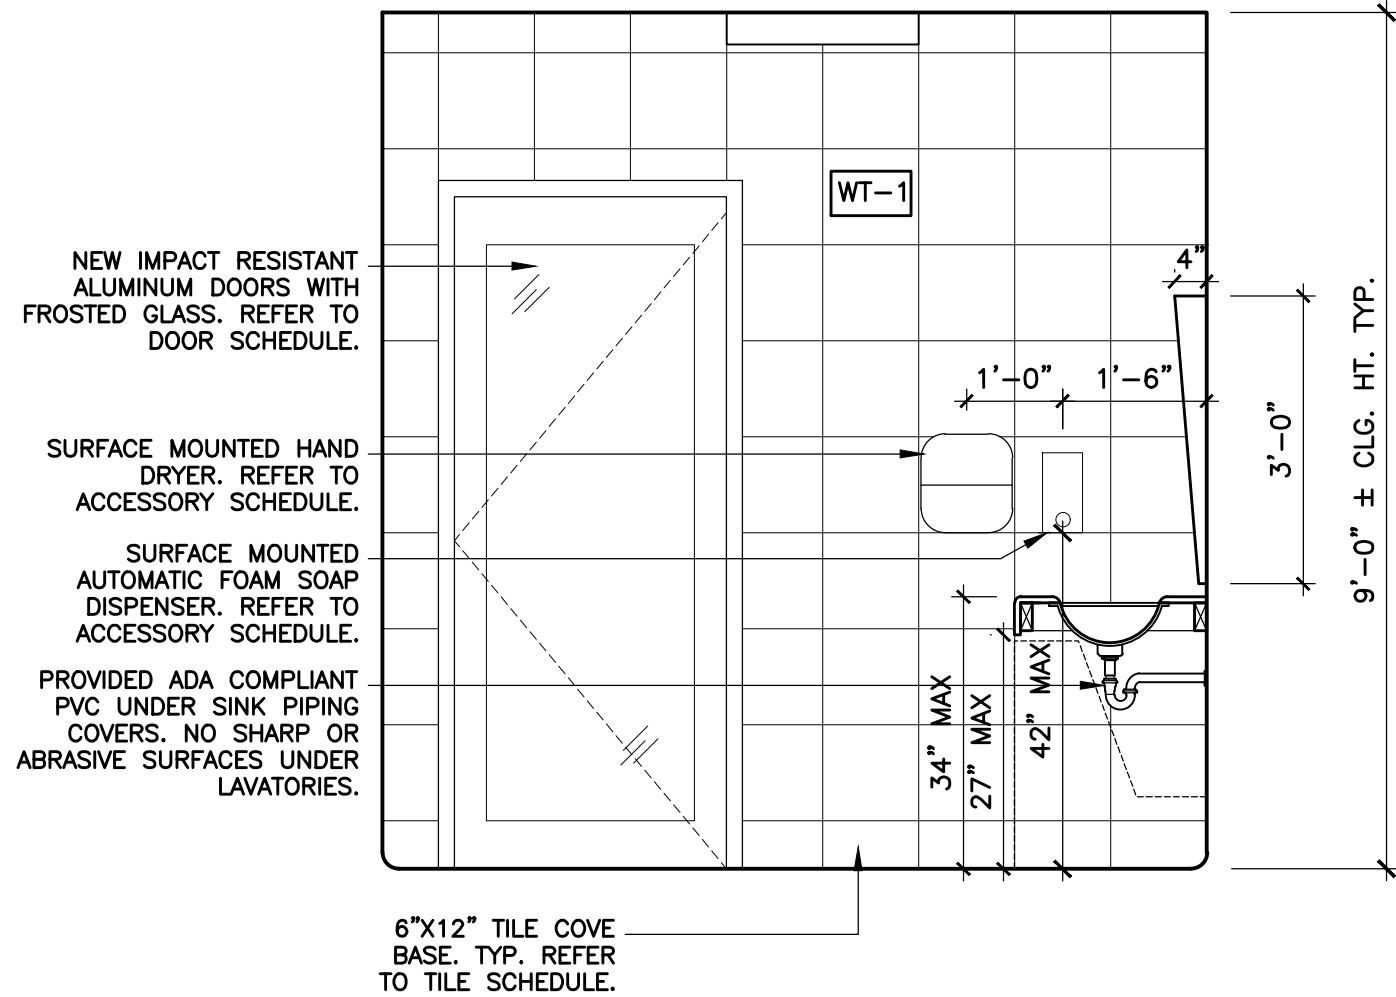 WT-1
4"
NEW IMPACT RESISTANT
ALUMINUM DOORS WITH
FROSTED GLASS. REFER TO
DOOR SCHEDULE.
1'-0"
1'-6"
3'-0"
9'-0" ± CLG. HT. TYP.
SURFACE MOUNTED HAND
DRYER. REFER TO
ACCESSORY SCHEDULE.
SURFACE MOUNTED
AUTOMATIC FOAM SOAP
DISPENSER. REFER TO
ACCESSORY SCHEDULE.
PROVIDED ADA COMPLIANT
PVC UNDER SINK PIPING
COVERS. NO SHARP OR
ABRASIVE SURFACES UNDER
LAVATORIES.
34" MAX
27" MAX
42" MAX
6"X12" TILE COVE
BASE. TYP. REFER
TO TILE SCHEDULE.